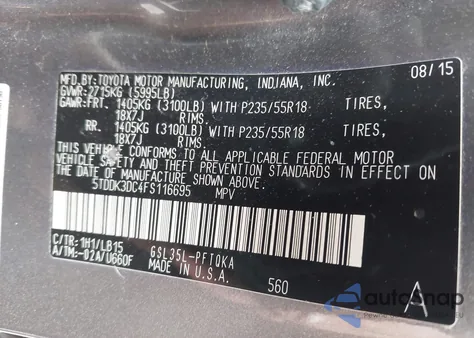 MFD.BY:TOYOTA MOTOR MANUFACTURING, INDIANA, INC. 08/15
GVWR: 2715KG (5995LB)
GAWR:FRT. 1405KG (3100LB) WITH P235/55R18 TIRES,
18X7J RIMS.
RR. 1405KG (3100LB) WITH P235/55R18 TIRES,
18X7J RIMS.
THIS VEHICLE CONFORMS TO ALL APPLICABLE FEDERAL MOTOR
VEHICLE SAFETY AND THEFT PREVENTION STANDARDS IN EFFECT ON
THE DATE OF MANUFACTURE SHOWN ABOVE.
5TDDK3DC4FS116695 MPV
C/TR: 1H1/LB15 GSL35L-PFTQKA
A/TM:-02A/U660F MADE IN U.S.A. 560 A
autosnap